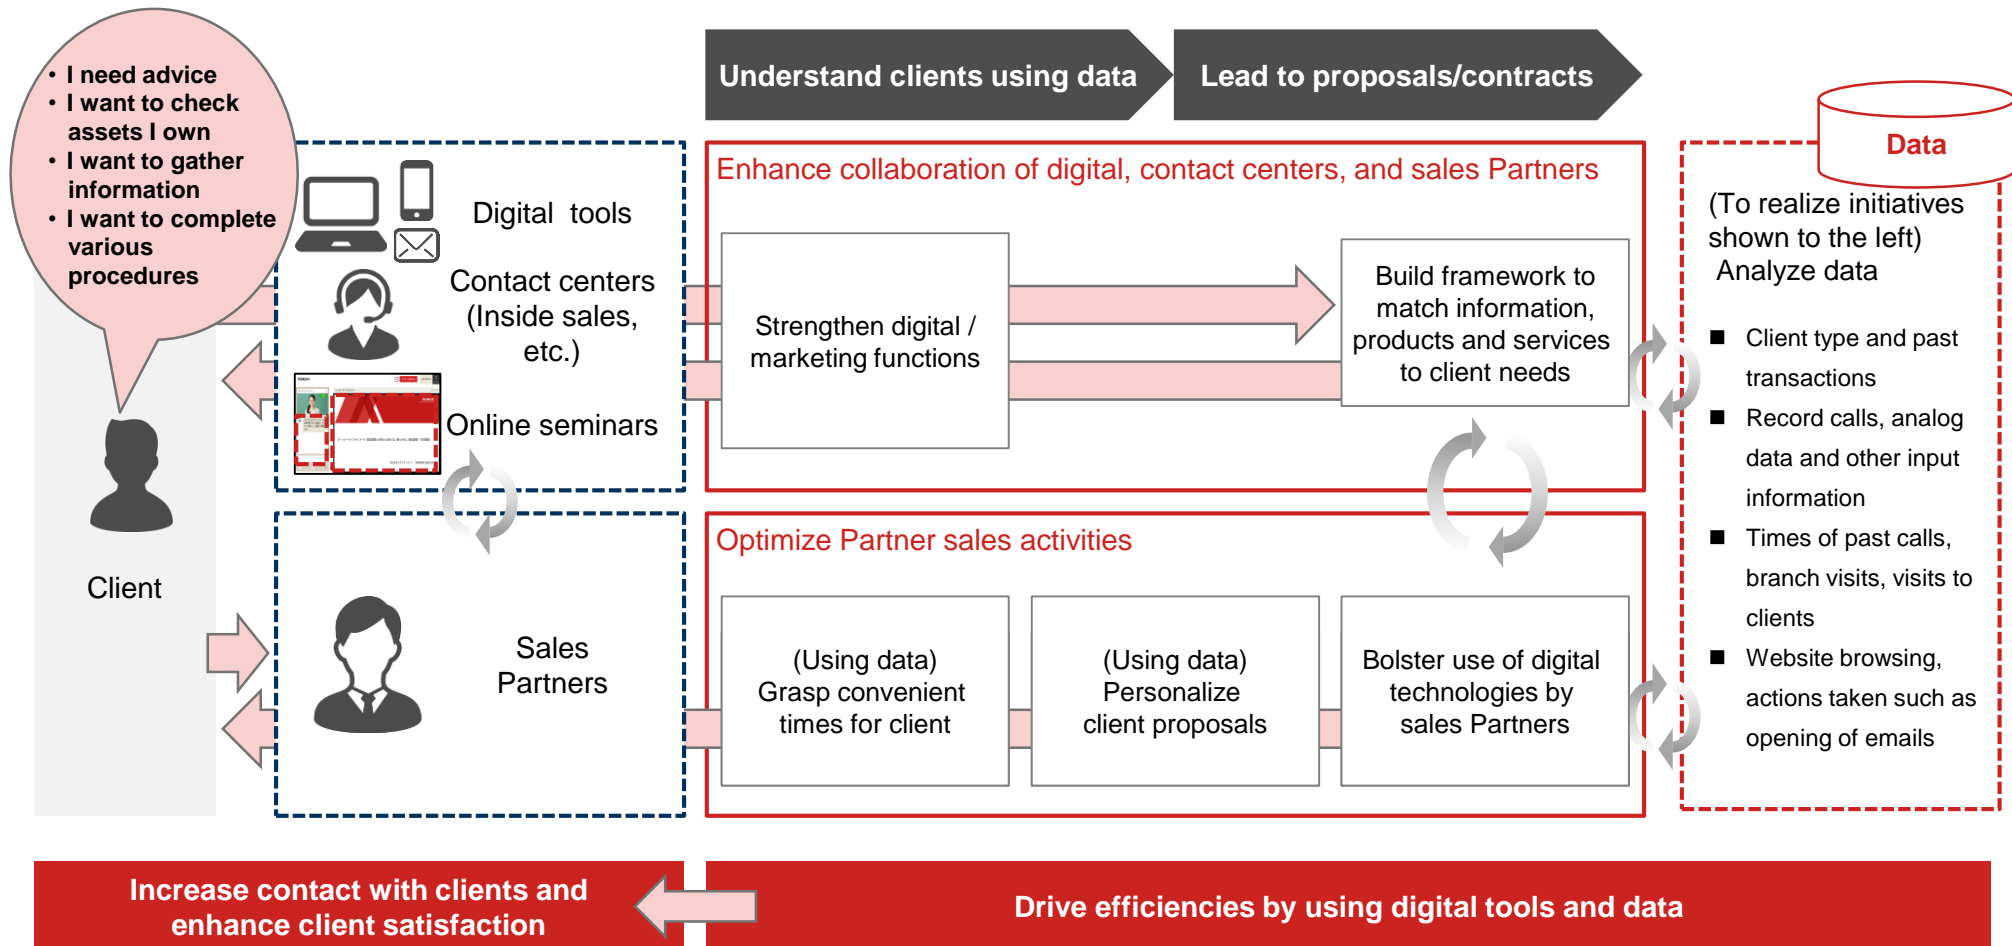 • I need advice
• I want to check
assets I own
• I want to gather
information
• I want to complete
various
procedures
Client
Digital tools
Contact centers
(Inside sales,
etc.)
Online seminars
Sales
Partners
Understand clients using data
Lead to proposals/contracts
Enhance collaboration of digital, contact centers, and sales Partners
Strengthen digital /
marketing functions
Build framework to
match information,
products and services
to client needs
Optimize Partner sales activities
(Using data)
Grasp convenient
times for client
(Using data)
Personalize
client proposals
Bolster use of digital
technologies by
sales Partners
Data
(To realize initiatives
shown to the left)
Analyze data
■ Client type and past
transactions
■ Record calls, analog
data and other input
information
■ Times of past calls,
branch visits, visits to
clients
■ Website browsing,
actions taken such as
opening of emails
Increase contact with clients and
enhance client satisfaction
Drive efficiencies by using digital tools and data